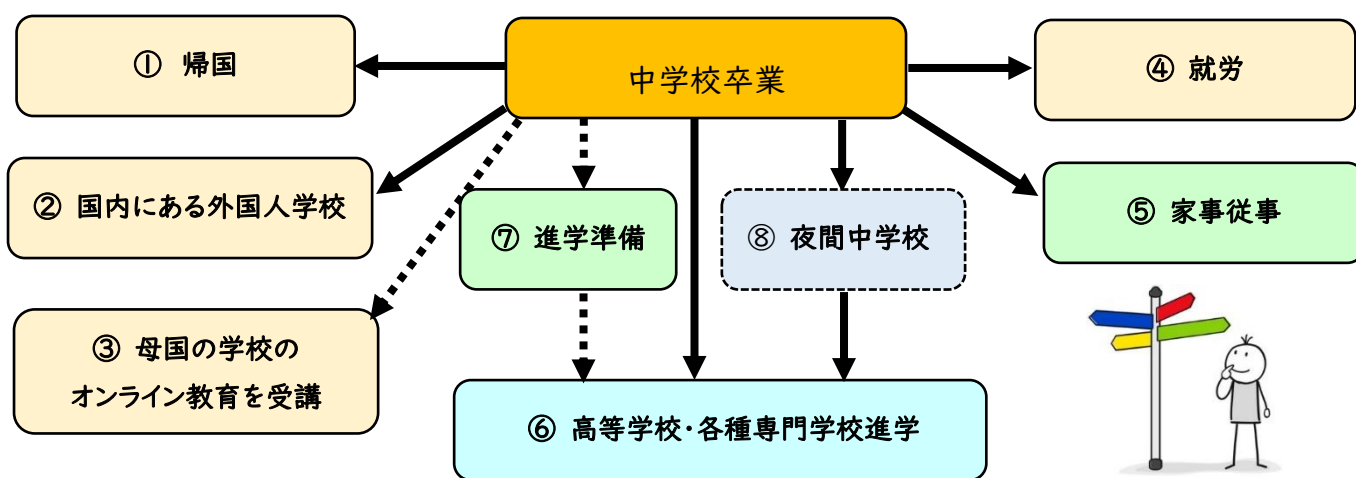 中学校卒業
① 帰国
④ 就労
② 国内にある外国人学校
⑤ 家事従事
⑦ 進学準備
⑧ 夜間中学校
③ 母国の学校の
オンライン教育を受講
⑥ 高等学校・各種専門学校進学